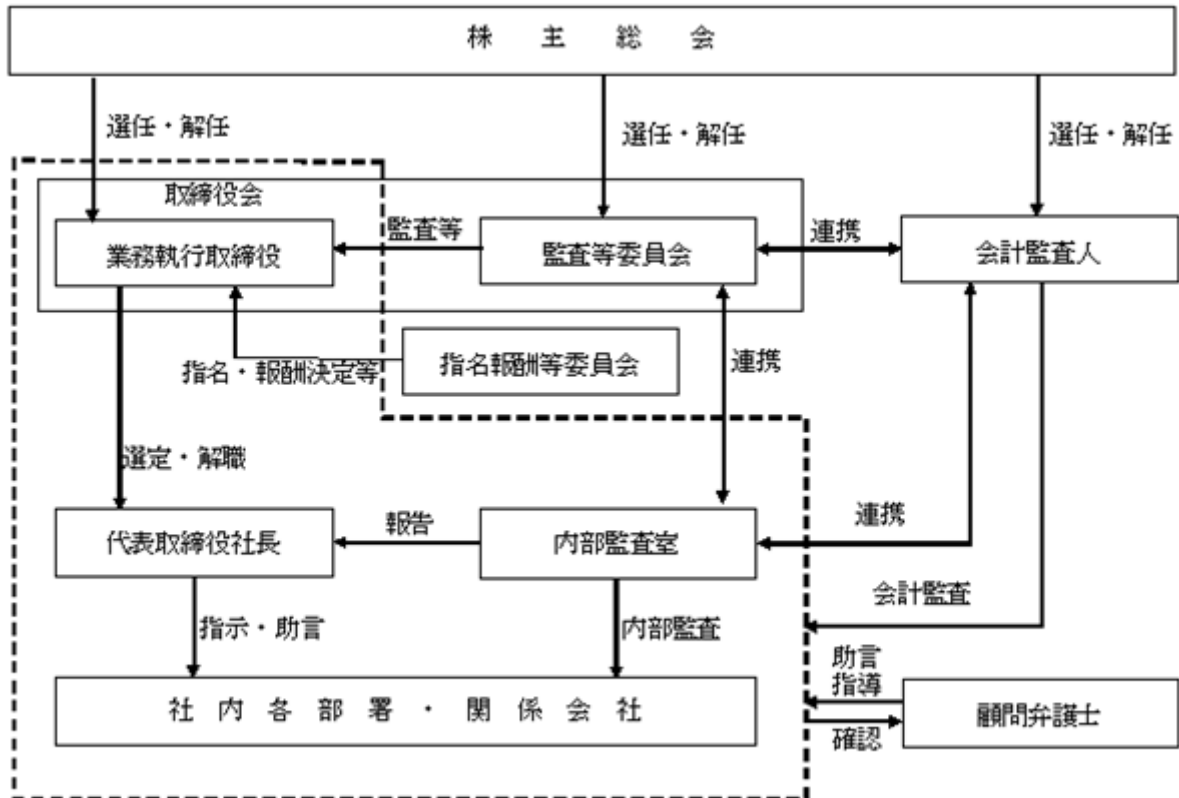 株主総会
選任・解任
選任・解任
選任・解任
取締役会
業務執行取締役
監査等
監査等委員会
連携
会計監査人
指名・報酬決定等
指名報酬等委員会
連携
選定・解職
代表取締役社長
報告
内部監査室
連携
会計監査
指示・助言
内部監査
助言
指導
確認
顧問弁護士
社内各部署・関係会社